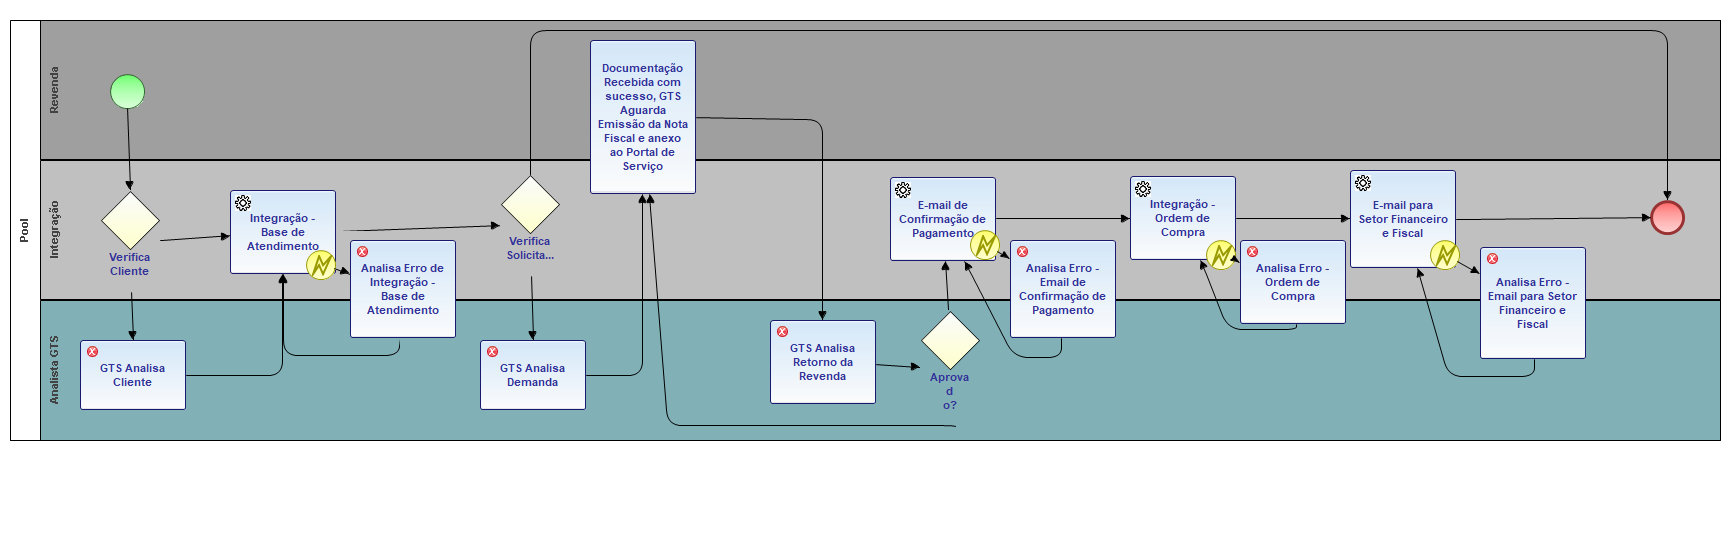 Pool
Revenda
Integração
Analista GTS
Verifica
Cliente
GTS Analisa
Cliente
Integração -
Base de
Atendimento
Analisa Erro de
Integração -
Base de
Atendimento
Verifica
Solicita...
GTS Analisa
Demanda
Documentação
Recebida com
sucesso, GTS
Aguarda
Emissão da Nota
Fiscal e anexo
ao Portal de
Serviço
GTS Analisa
Retorno da
Revenda
Aprova
d
o?
E-mail de
Confirmação de
Pagamento
Analisa Erro -
Email de
Confirmação de
Pagamento
Integração -
Ordem de
Compra
Analisa Erro -
Ordem de
Compra
E-mail para
Setor Financeiro
e Fiscal
Analisa Erro -
Email para Setor
Financeiro e
Fiscal